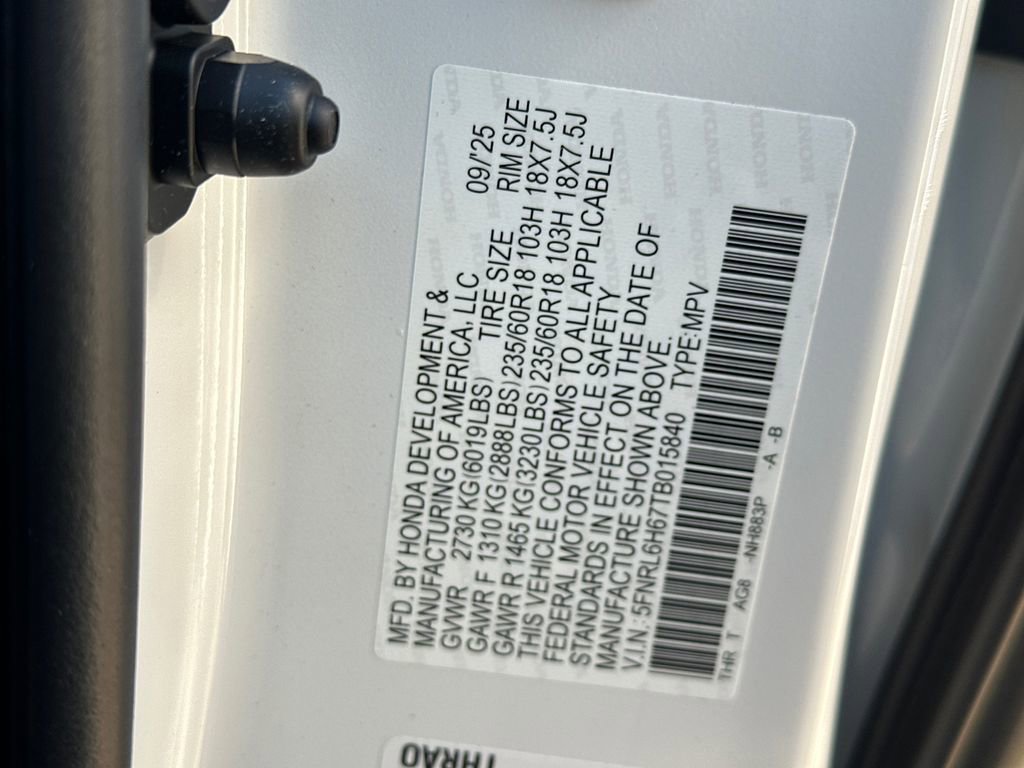 MFD. BY HONDA DEVELOPMENT &
MANUFACTURING OF AMERICA, LLC 09/'25
GVWR 2730 KG(6019LBS) TIRE SIZE RIM SIZE
GAWR F 1310 KG(2888LBS)235/60R18 103H 18X7.5J
GAWR R 1465 KG(3230LBS)235/60R18 103H 18X7.5J
THIS VEHICLE CONFORMS TO ALL APPLICABLE
FEDERAL MOTOR VEHICLE SAFETY
STANDARDS IN EFFECT ON THE DATE OF
MANUFACTURE SHOWN ABOVE.
V.I.N.:5FNRL6H67TB015840 TYPE:MPV
THR T AG8 -NH883P -A -B
THRAO